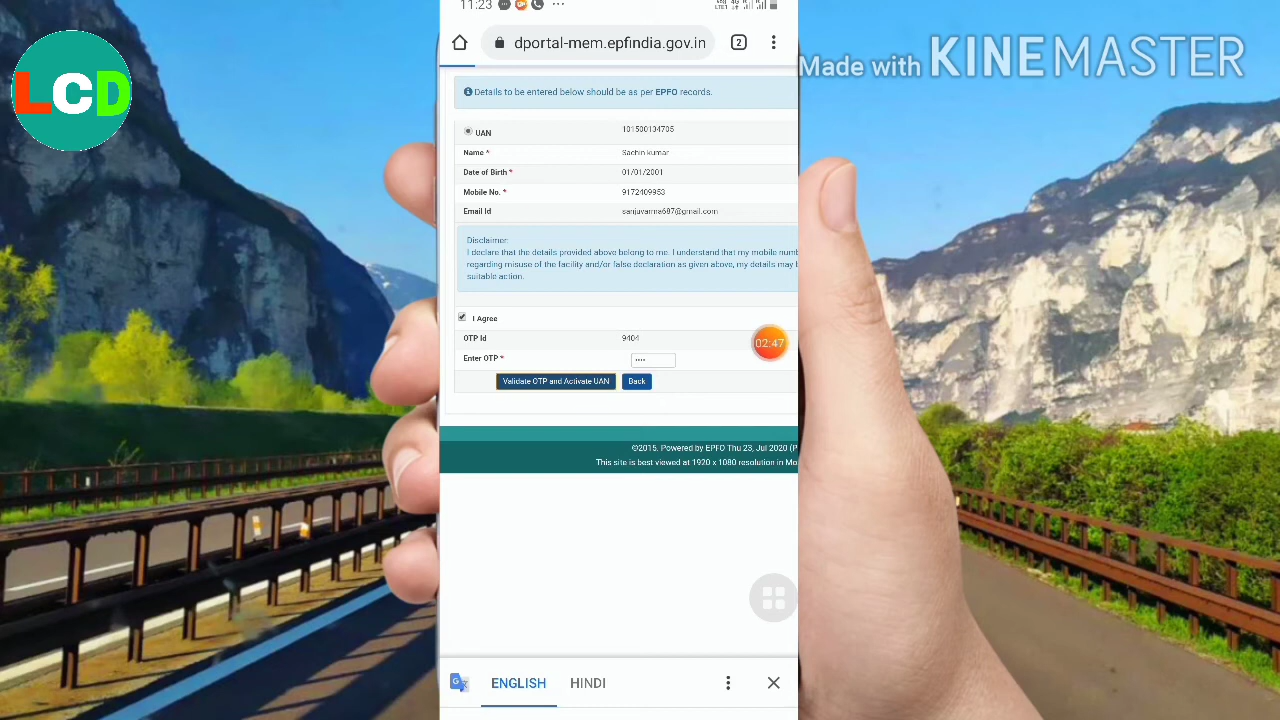 LCD
Made with KINEMASTER
11:23
dportal-mem.epfindia.gov.in
2
Details to be entered below should be as per EPFO records.
UAN 101500134705
Name * Sachin kumar
Date of Birth * 01/01/2001
Mobile No. * 9172409953
Email Id sanjuvarma687@gmail.com
Disclaimer:
I declare that the details provided above belong to me. I understand that my mobile numb
regarding misuse of the facility and/or false declaration as given above, my details may b
suitable action.
I Agree
OTP Id 9404
02:47
Enter OTP *
Validate OTP and Activate UAN Back
©2015, Powered by EPFO Thu 23, Jul 2020 (P
This site is best viewed at 1920 x 1080 resolution in Mo
ENGLISH HINDI